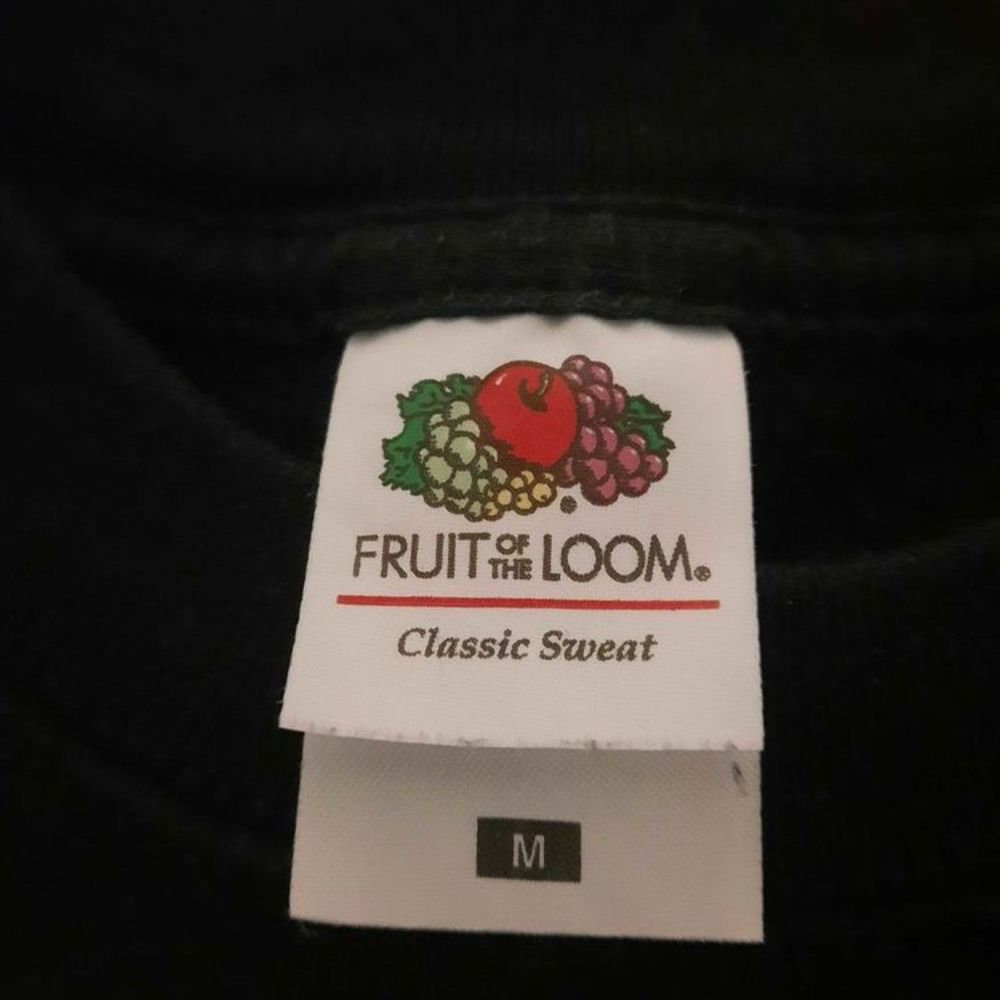 FRUIT OF THE LOOM®
Classic Sweat
M